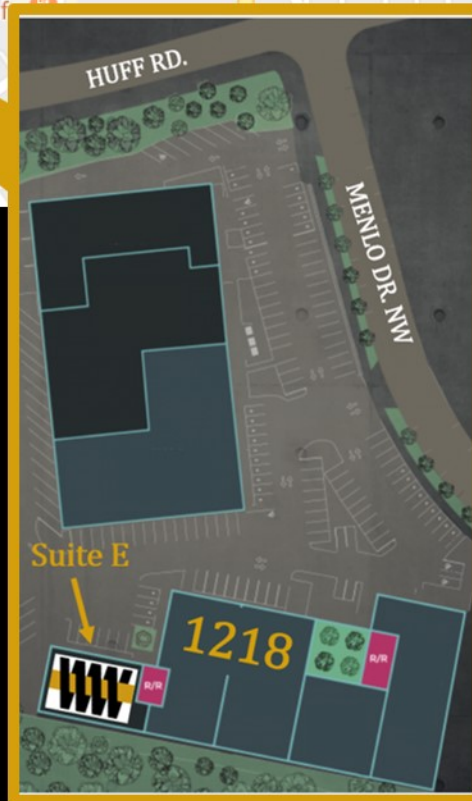 HUFF RD.
MENLO DR. NW
Suite E
1218
R/R
R/R